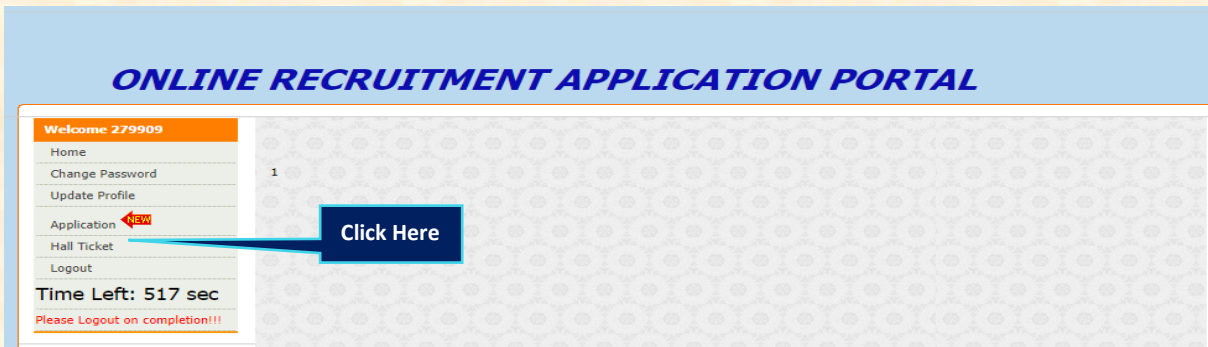 ONLINE RECRUITMENT APPLICATION PORTAL
Welcome 279909
Home
Change Password
1
Update Profile
Application NEW
Click Here
Hall Ticket
Logout
Time Left: 517 sec
Please Logout on completion!!!